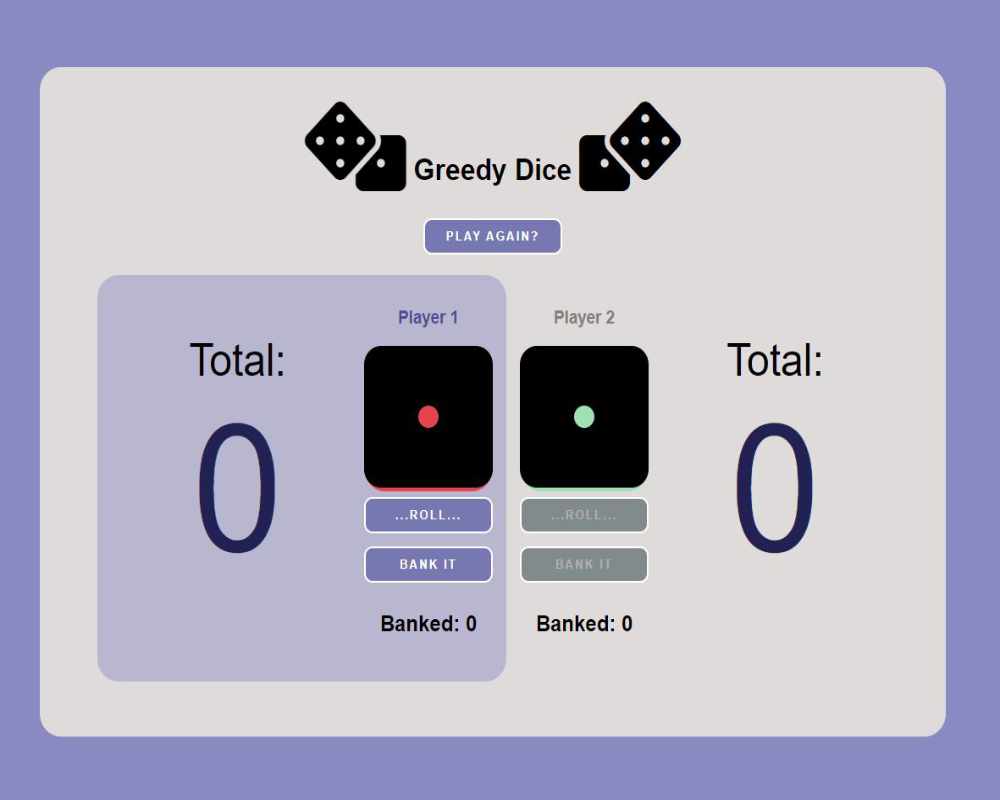 Greedy Dice
PLAY AGAIN?
Player 1
Total:
0
...ROLL...
BANK IT
Banked: 0
Player 2
Total:
0
...ROLL...
BANK IT
Banked: 0